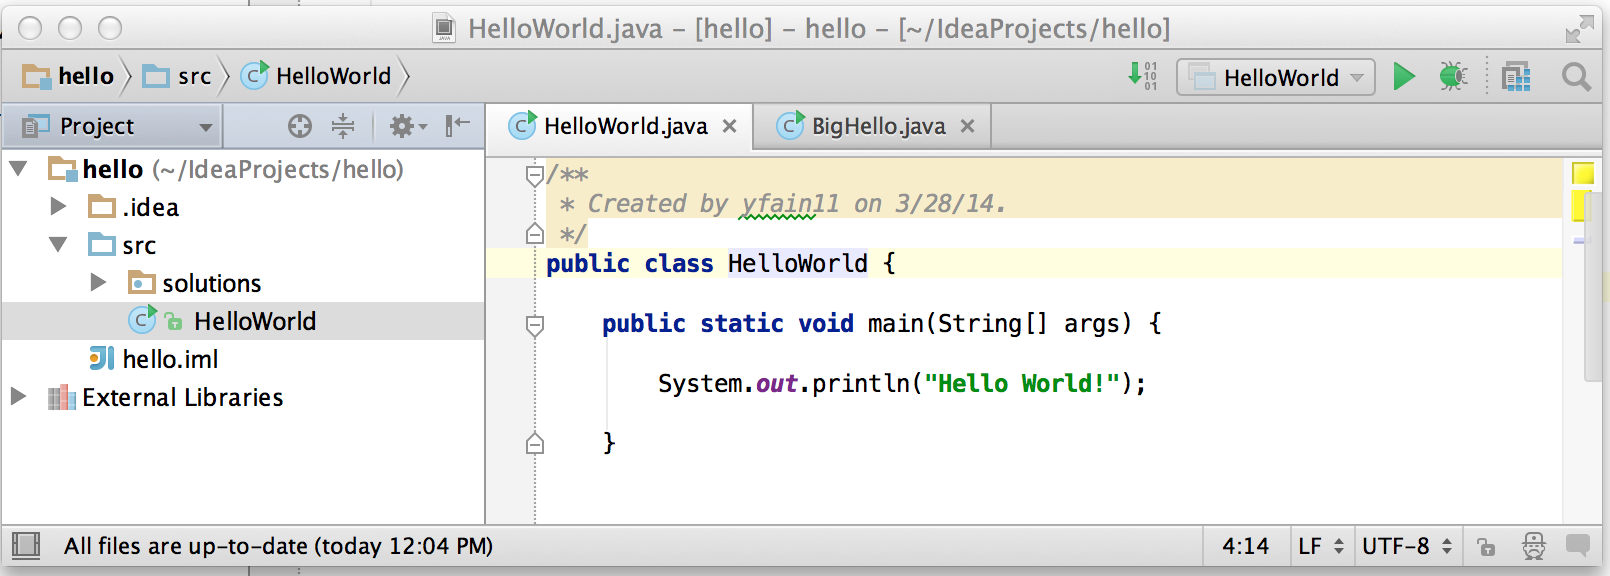 HelloWorld.java – [hello] – hello – [~/IdeaProjects/hello]
hello src HelloWorld HelloWorld
Project
HelloWorld.java BigHello.java
hello (~/IdeaProjects/hello)
.idea
src
solutions
HelloWorld
hello.iml
External Libraries
/**
* Created by yfain11 on 3/28/14.
*/
public class HelloWorld {
public static void main(String[] args) {
System.out.println("Hello World!");
}
All files are up-to-date (today 12:04 PM) 4:14 LF UTF-8